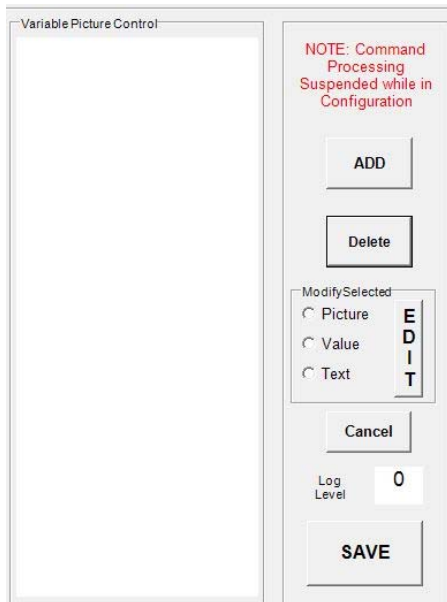 Variable Picture Control
NOTE: Command
Processing
Suspended while in
Configuration
ADD
Delete
ModifySelected
Picture
Value
Text
E
D
I
T
Cancel
Log
Level
0
SAVE